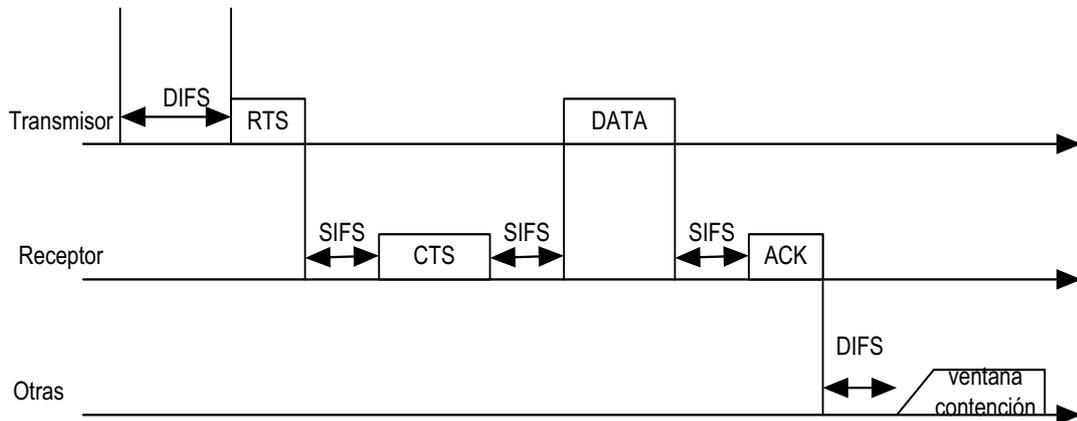 DIFS
Transmisor
RTS
DATA
SIFS
SIFS
SIFS
Receptor
CTS
ACK
DIFS
Otras
ventana
contención